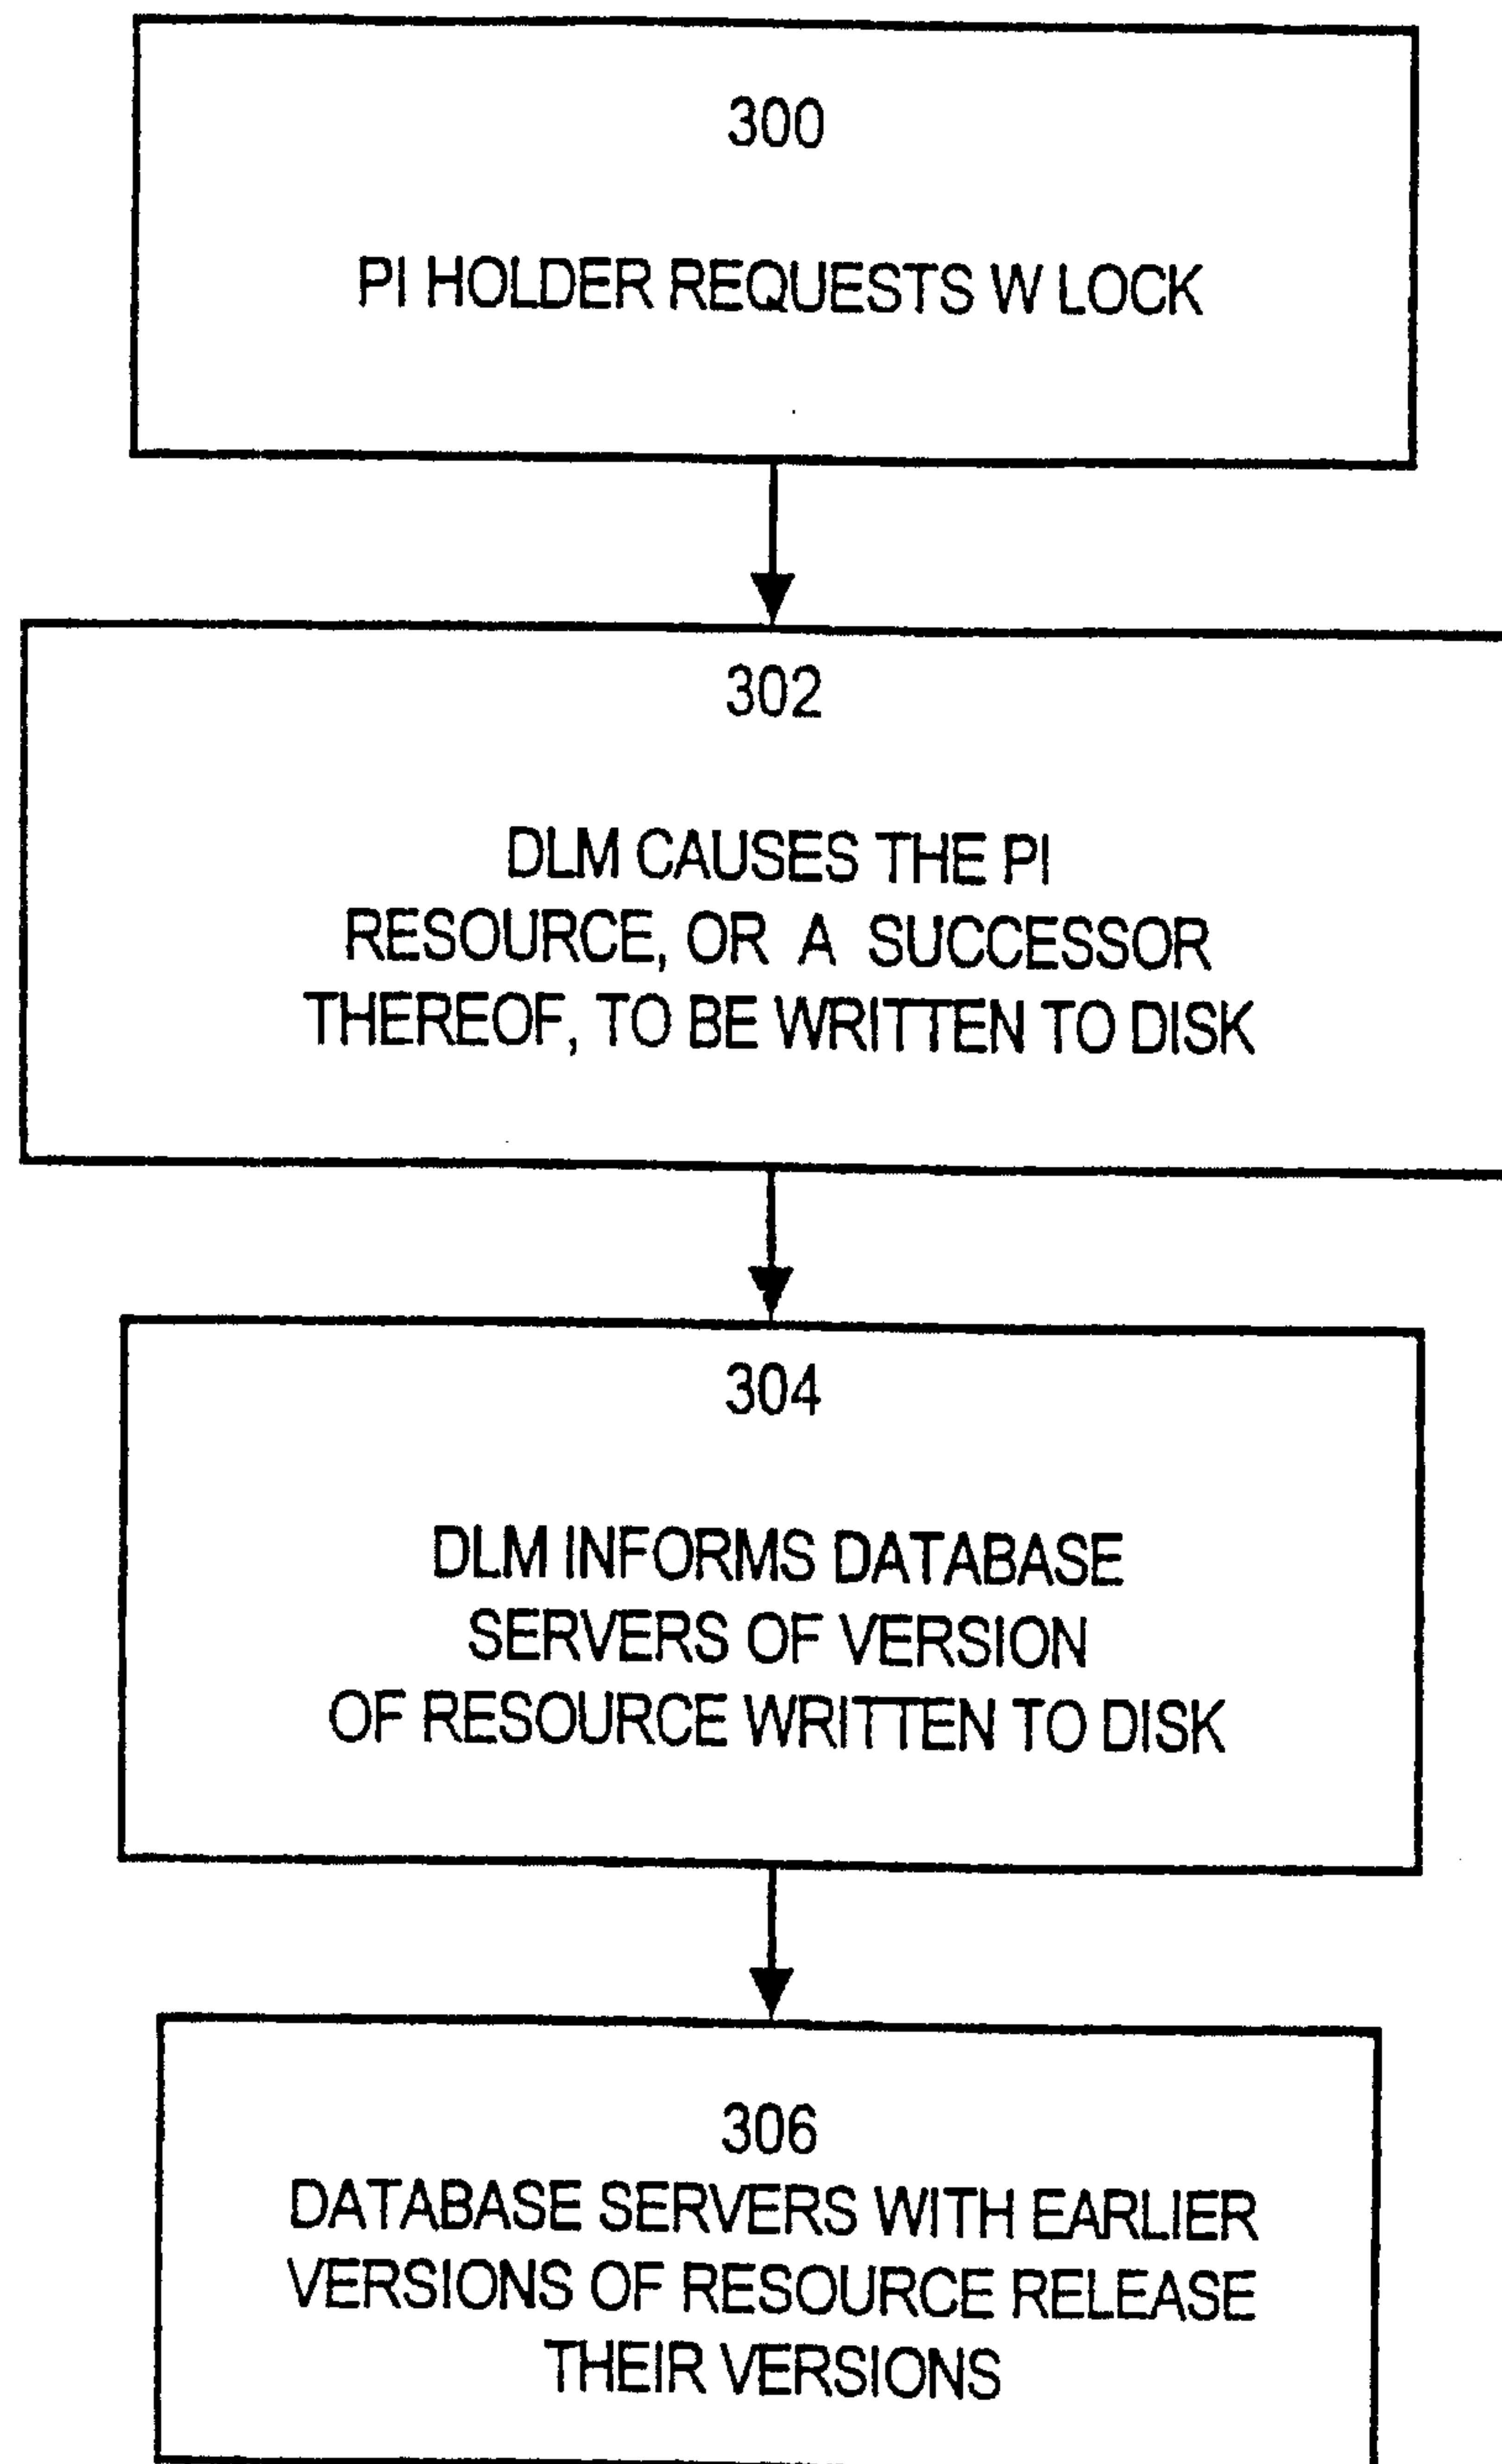 300
PI HOLDER REQUESTS W LOCK
302
DLM CAUSES THE PI
RESOURCE, OR A SUCCESSOR
THEREOF, TO BE WRITTEN TO DISK
304
DLM INFORMS DATABASE
SERVERS OF VERSION
OF RESOURCE WRITTEN TO DISK
306
DATABASE SERVERS WITH EARLIER
VERSIONS OF RESOURCE RELEASE
THEIR VERSIONS